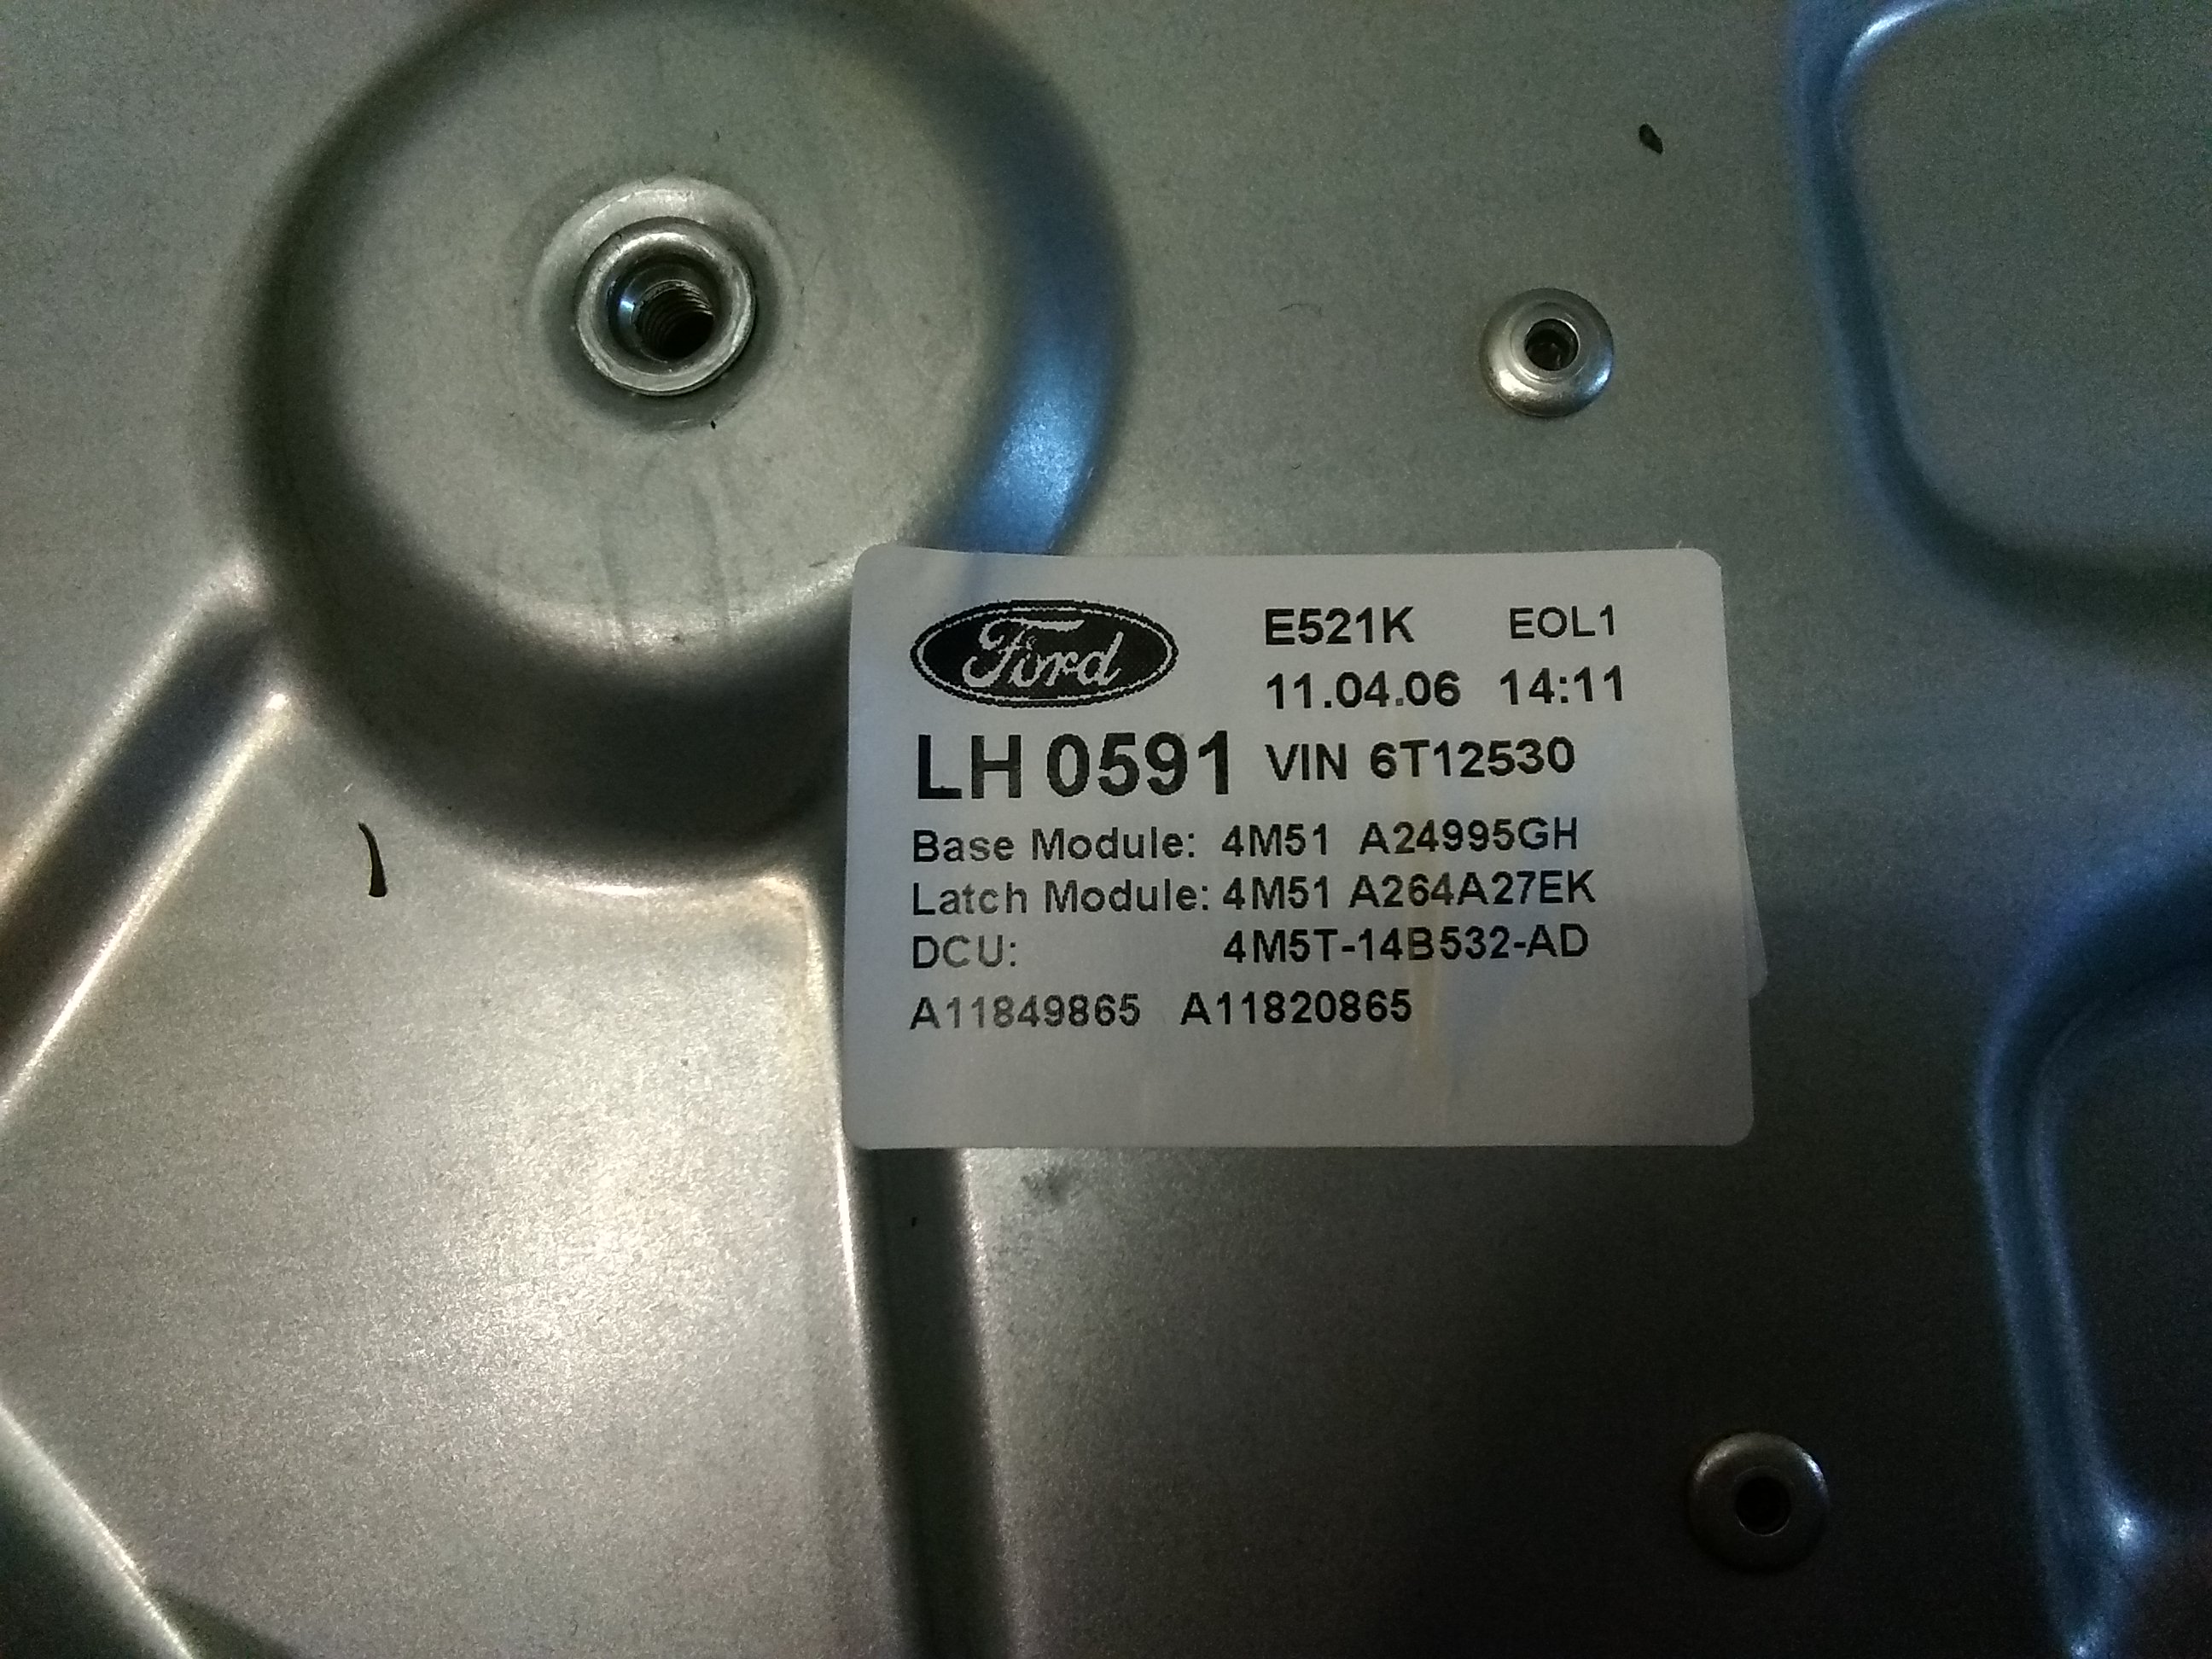 Ford E521K EOL1
11.04.06 14:11
LH 0591 VIN 6T12530
Base Module: 4M51 A24995GH
Latch Module: 4M51 A264A27EK
DCU: 4M5T-14B532-AD
A11849865 A11820865